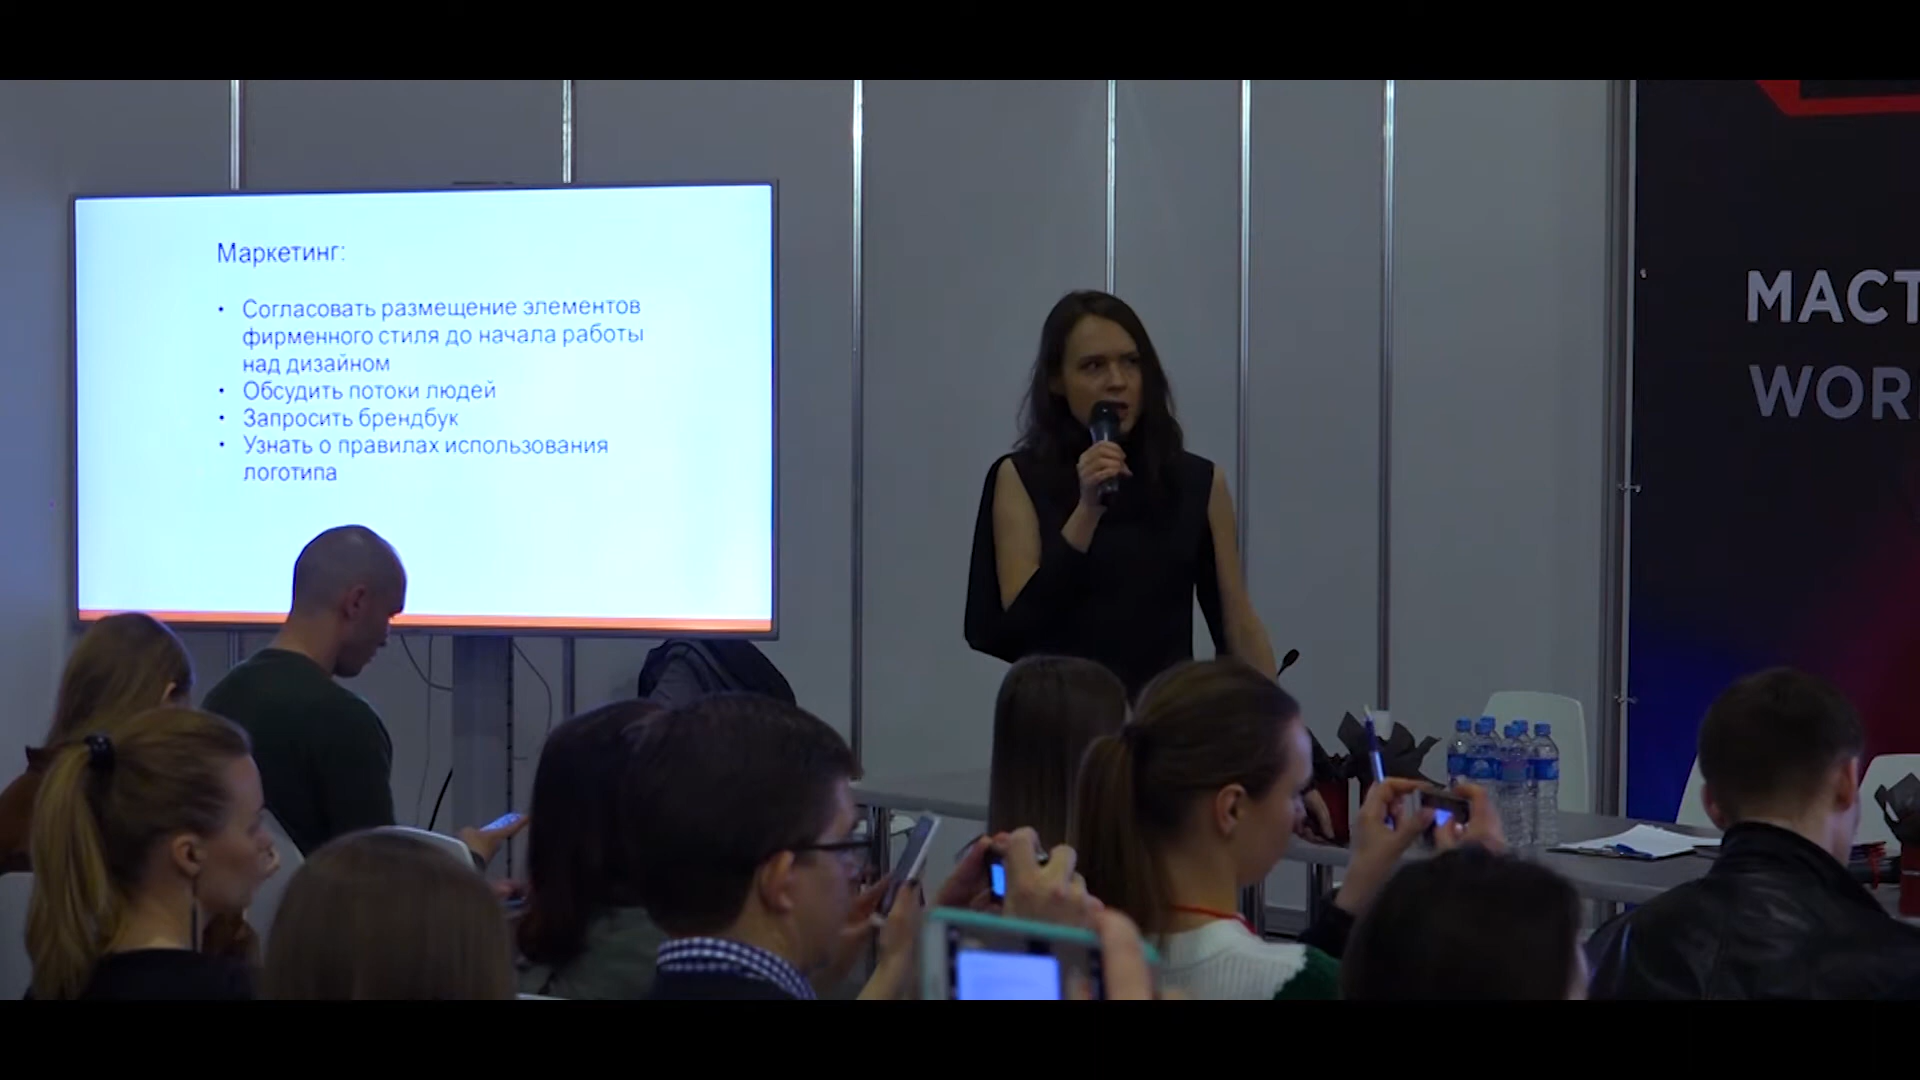 Маркетинг:
• Согласовать размещение элементов
фирменного стиля до начала работы
над дизайном
• Обсудить потоки людей
• Запросить брендбук
• Узнать о правилах использования
логотипа
МАСТ
WOR